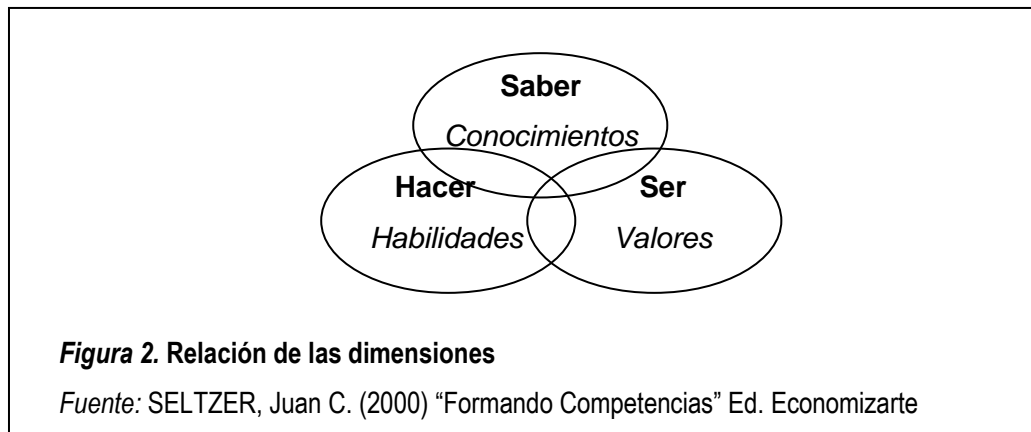 Saber
Conocimientos
Hacer
Ser
Habilidades
Valores
Figura 2. Relación de las dimensiones
Fuente: SELTZER, Juan C. (2000) “Formando Competencias” Ed. Economizarte